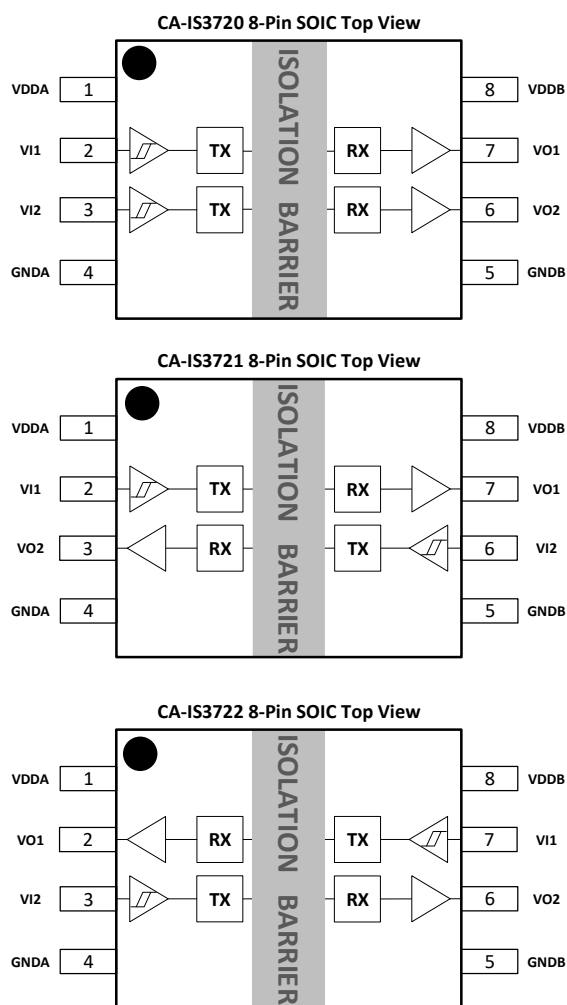 CA-IS3720 8-Pin SOIC Top View
VDDA 1 8 VDDB
VI1 2 TX RX 7 VO1
VI2 3 TX RX 6 VO2
GNDA 4 5 GNDB
ISOLATION BARRIER
CA-IS3721 8-Pin SOIC Top View
VDDA 1 8 VDDB
VI1 2 TX RX 7 VO1
VO2 3 RX TX 6 VI2
GNDA 4 5 GNDB
ISOLATION BARRIER
CA-IS3722 8-Pin SOIC Top View
VDDA 1 8 VDDB
VO1 2 RX TX 7 VI1
VI2 3 TX RX 6 VO2
GNDA 4 5 GNDB
ISOLATION BARRIER